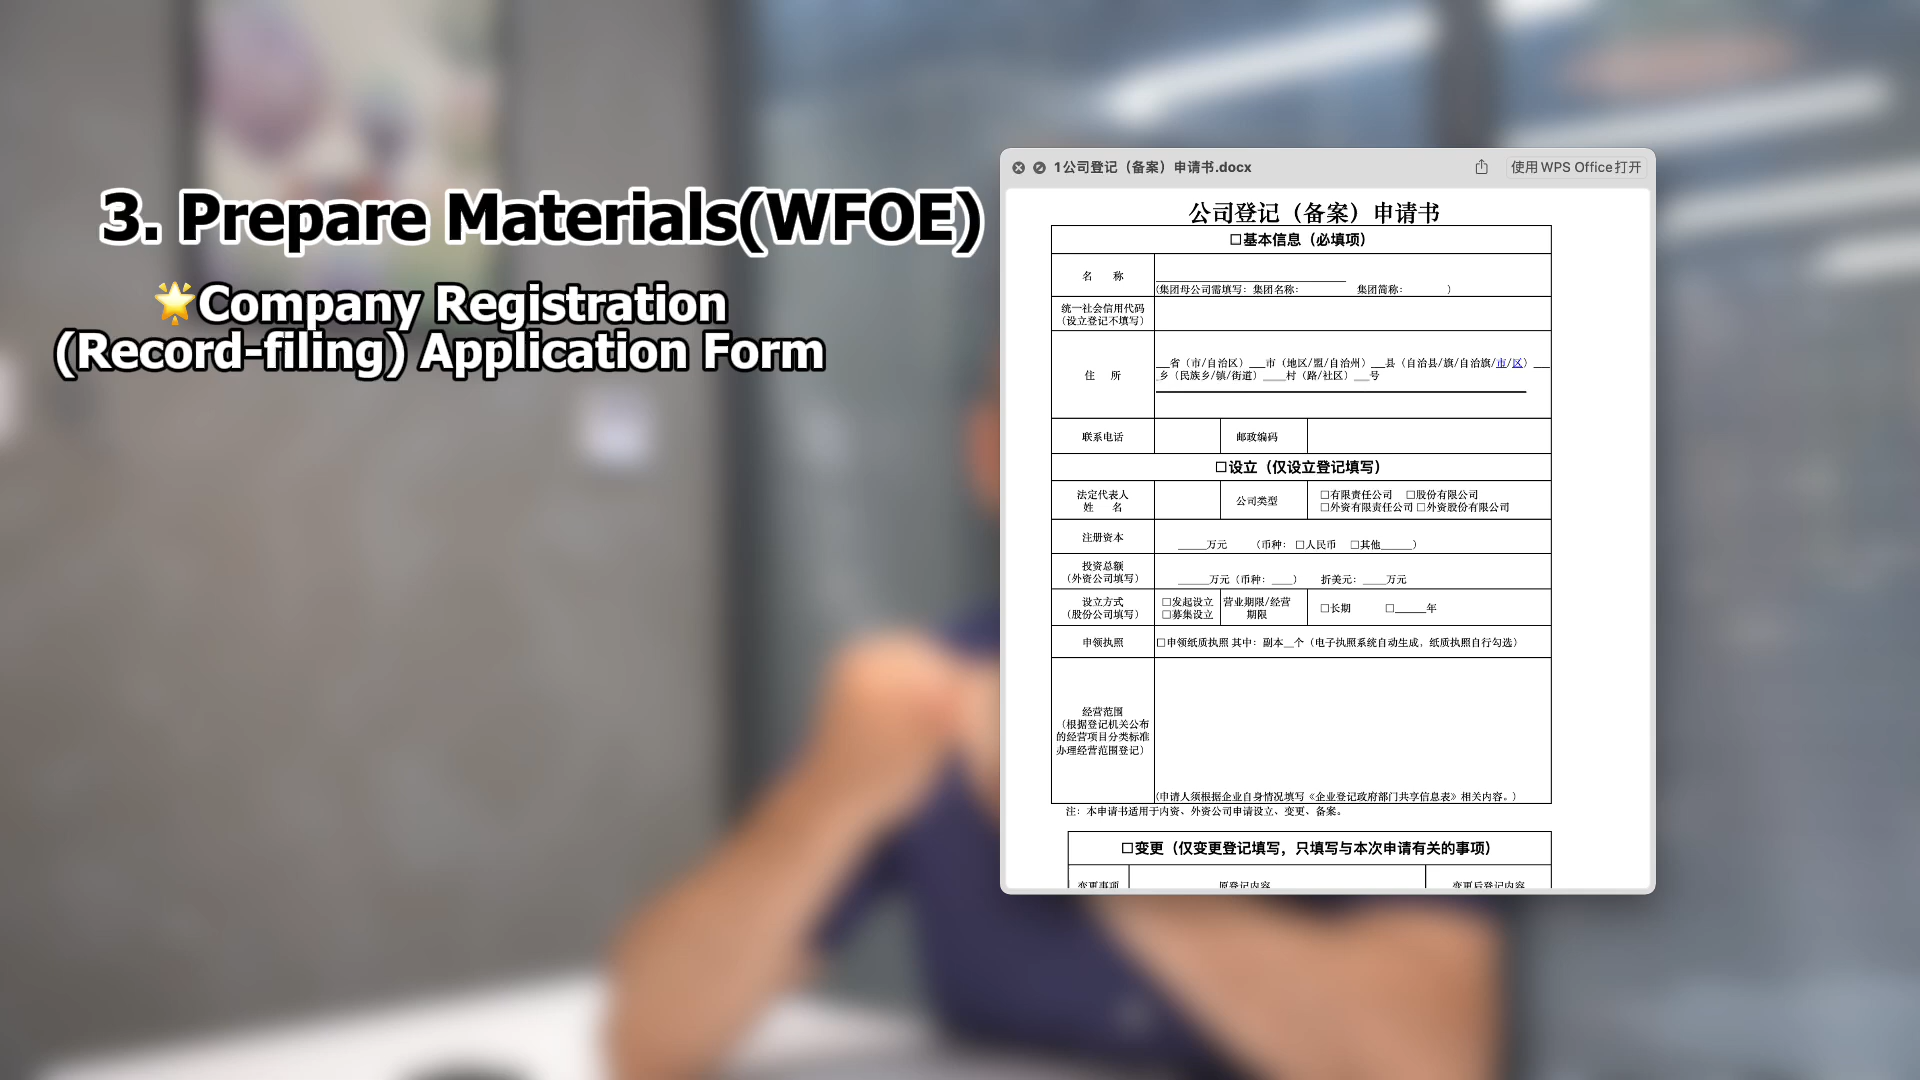 3. Prepare Materials(WFOE)
🌟Company Registration
(Record-filing) Application Form
1公司登记（备案）申请书.docx
使用WPS Office打开
公司登记（备案）申请书
□基本信息（必填项）
名 称
(集团母公司需填写：集团名称： 集团简称： )
统一社会信用代码
（设立登记不填写）
住 所
__省（市/自治区）__市（地区/盟/自治州）__县（自治县/旗/自治旗/市/区）__
乡（民族乡/镇/街道）____村（路/社区）__号
联系电话
邮政编码
□设立（仅设立登记填写）
法定代表人
姓 名
公司类型
□有限责任公司 □股份有限公司
□外资有限责任公司 □外资股份有限公司
注册资本
_____万元 （币种：□人民币 □其他_____）
投资总额
（外资公司填写）
_____万元（币种：___） 折美元：____万元
设立方式
（股份公司填写）
□发起设立
□募集设立
营业期限/经营
期限
□长期 □_____年
申领执照
□申领纸质执照 其中：副本__个（电子执照系统自动生成，纸质执照自行勾选）
经营范围
（根据登记机关公布
的经营项目分类标准
办理经营范围登记）
(申请人须根据企业自身情况填写《企业登记政府部门共享信息表》相关内容。)
注：本申请书适用于内资、外资公司申请设立、变更、备案。
□变更（仅变更登记填写，只填写与本次申请有关的事项）
变更事项
原登记内容
变更后登记内容